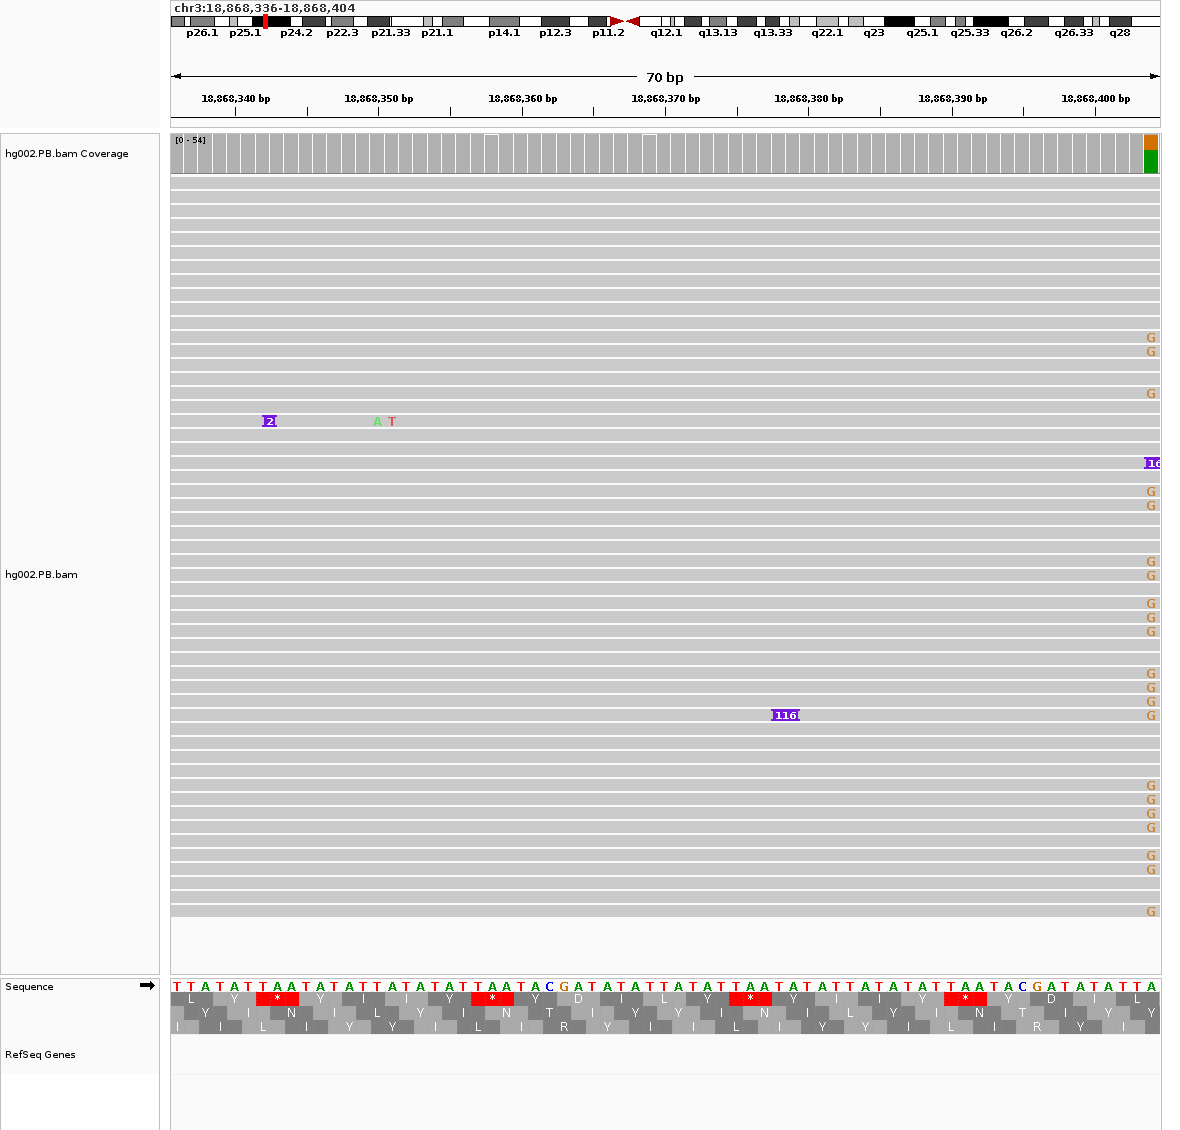 chr3:18,868,336-18,868,404
p26.1 p25.1 p24.2 p22.3 p21.33 p21.1 p14.1 p12.3 p11.2 q12.1 q13.13 q13.33 q22.1 q23 q25.1 q25.33 q26.2 q26.33 q28
70 bp
18,868,340 bp 18,868,350 bp 18,868,360 bp 18,868,370 bp 18,868,380 bp 18,868,390 bp 18,868,400 bp
[0 - 54]
hg002.PB.bam Coverage
G
G
G
2 A T
G
G
G
hg002.PB.bam G
G
G
G
G
G
G
116 G
G
G
G
G
G
G
G
Sequence T T A T A T T A A T A T A T T A T A T A T T A A T A C G A T A T A T T A T A T T A A T A T A T T A T A T A T T A A T A C G A T A T A T T A
L Y * Y I I Y * Y D I L Y * Y I I Y * Y D I L
Y I N I L Y I N T I Y Y I N I L Y I N T I Y Y
I I L I Y Y I L I R Y I I L I Y Y I L I R Y I
RefSeq Genes